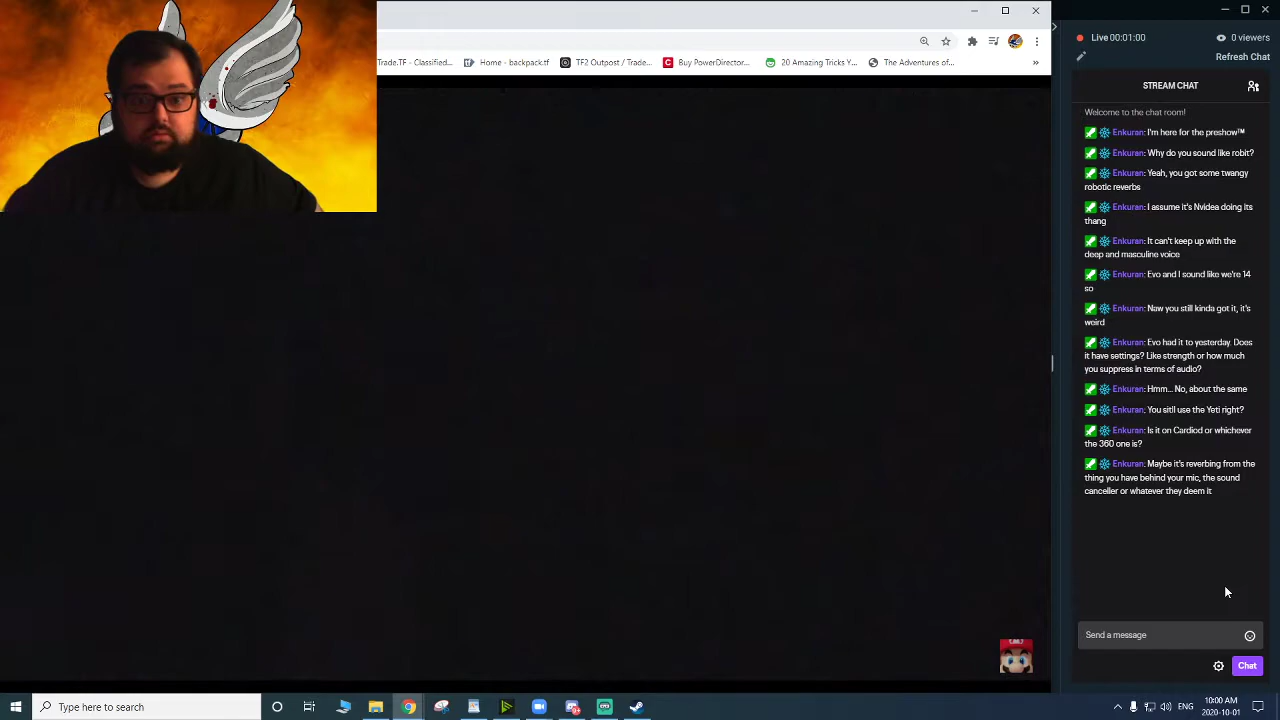 Live 00:01:00
0 viewers
Refresh Chat
Trade.TF - Classified...
Home - backpack.tf
TF2 Outpost / Trade...
Buy PowerDirector...
20 Amazing Tricks Y...
The Adventures of...
»
STREAM CHAT
Welcome to the chat room!
Enkuran: I'm here for the preshow™
Enkuran: Why do you sound like robit?
Enkuran: Yeah, you got some twangy
robotic reverbs
Enkuran: I assume it's Nvidea doing its
thang
Enkuran: It can't keep up with the
deep and masculine voice
Enkuran: Evo and I sound like we're 14
so
Enkuran: Naw you still kinda got it, it's
weird
Enkuran: Evo had it to yesterday. Does
it have settings? Like strength or how much
you suppress in terms of audio?
Enkuran: Hmm... No, about the same
Enkuran: You sitll use the Yeti right?
Enkuran: Is it on Cardiod or whichever
the 360 one is?
Enkuran: Maybe it's reverbing from the
thing you have behind your mic, the sound
canceller or whatever they deem it
Send a message
Chat
Type here to search
ENG
10:00 AM
2020-10-01